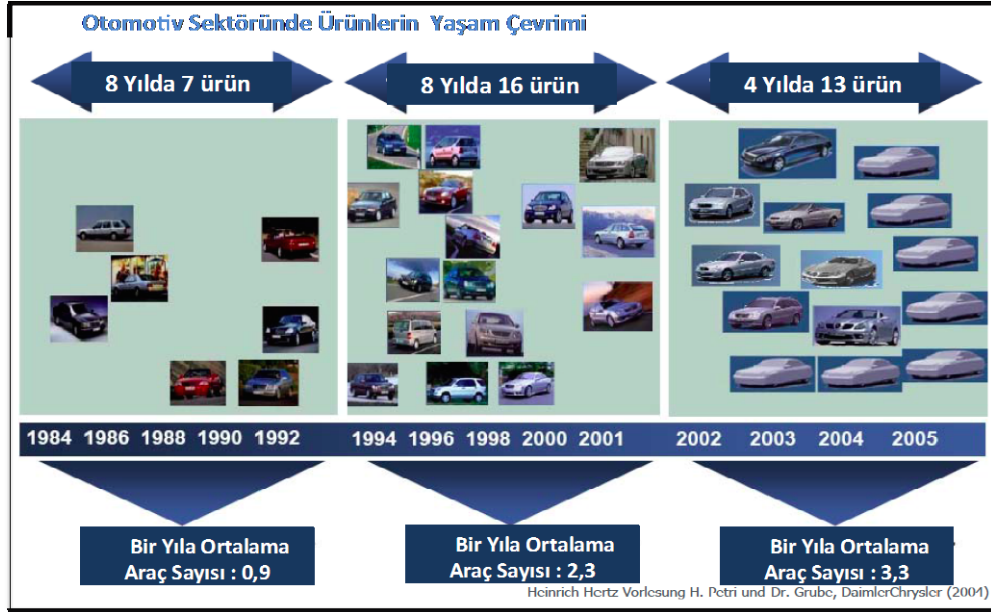 Otomotiv Sektöründe Ürünlerin Yaşam Çevrimi
8 Yılda 7 ürün
8 Yılda 16 ürün
4 Yılda 13 ürün
1984 1986 1988 1990 1992 1994 1996 1998 2000 2001 2002 2003 2004 2005
Bir Yıla Ortalama
Araç Sayısı : 0,9
Bir Yıla Ortalama
Araç Sayısı : 2,3
Bir Yıla Ortalama
Araç Sayısı : 3,3
Heinrich Hertz Vorlesung H. Petri und Dr. Grube, DaimlerChrysler (2004)